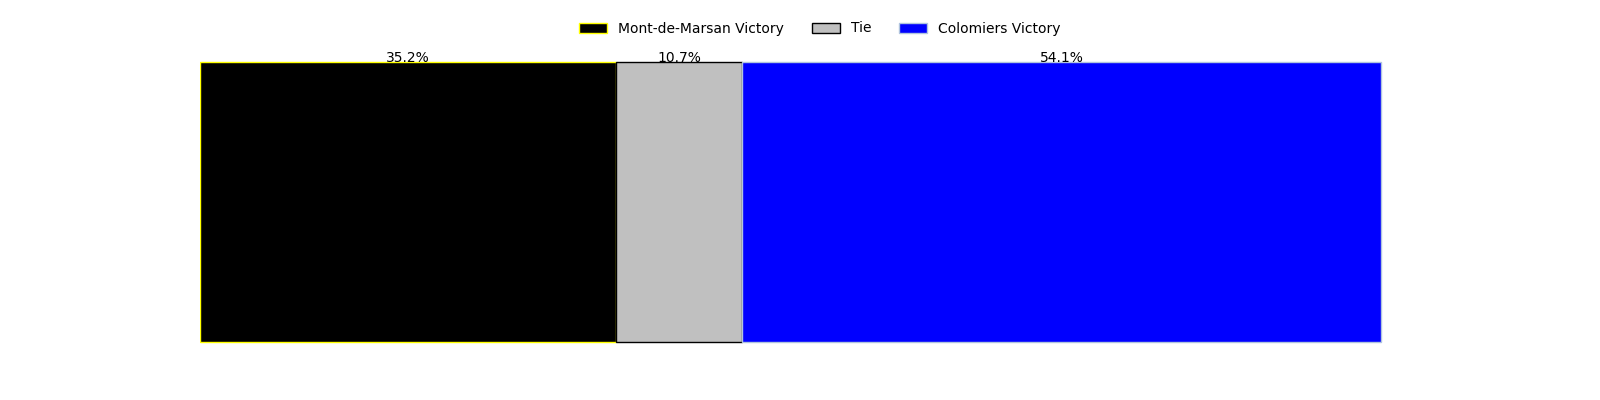 Mont-de-Marsan Victory Tie Colomiers Victory
35.2% 10.7% 54.1%